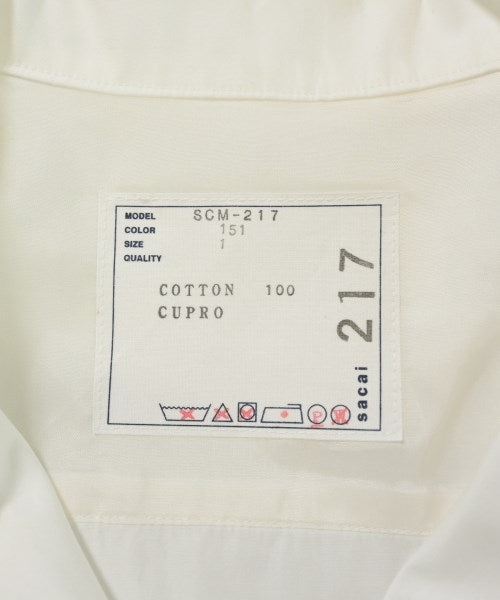 MODEL SCM-217
COLOR 151
SIZE 1
QUALITY
COTTON 100
CUPRO
217
sacai
P